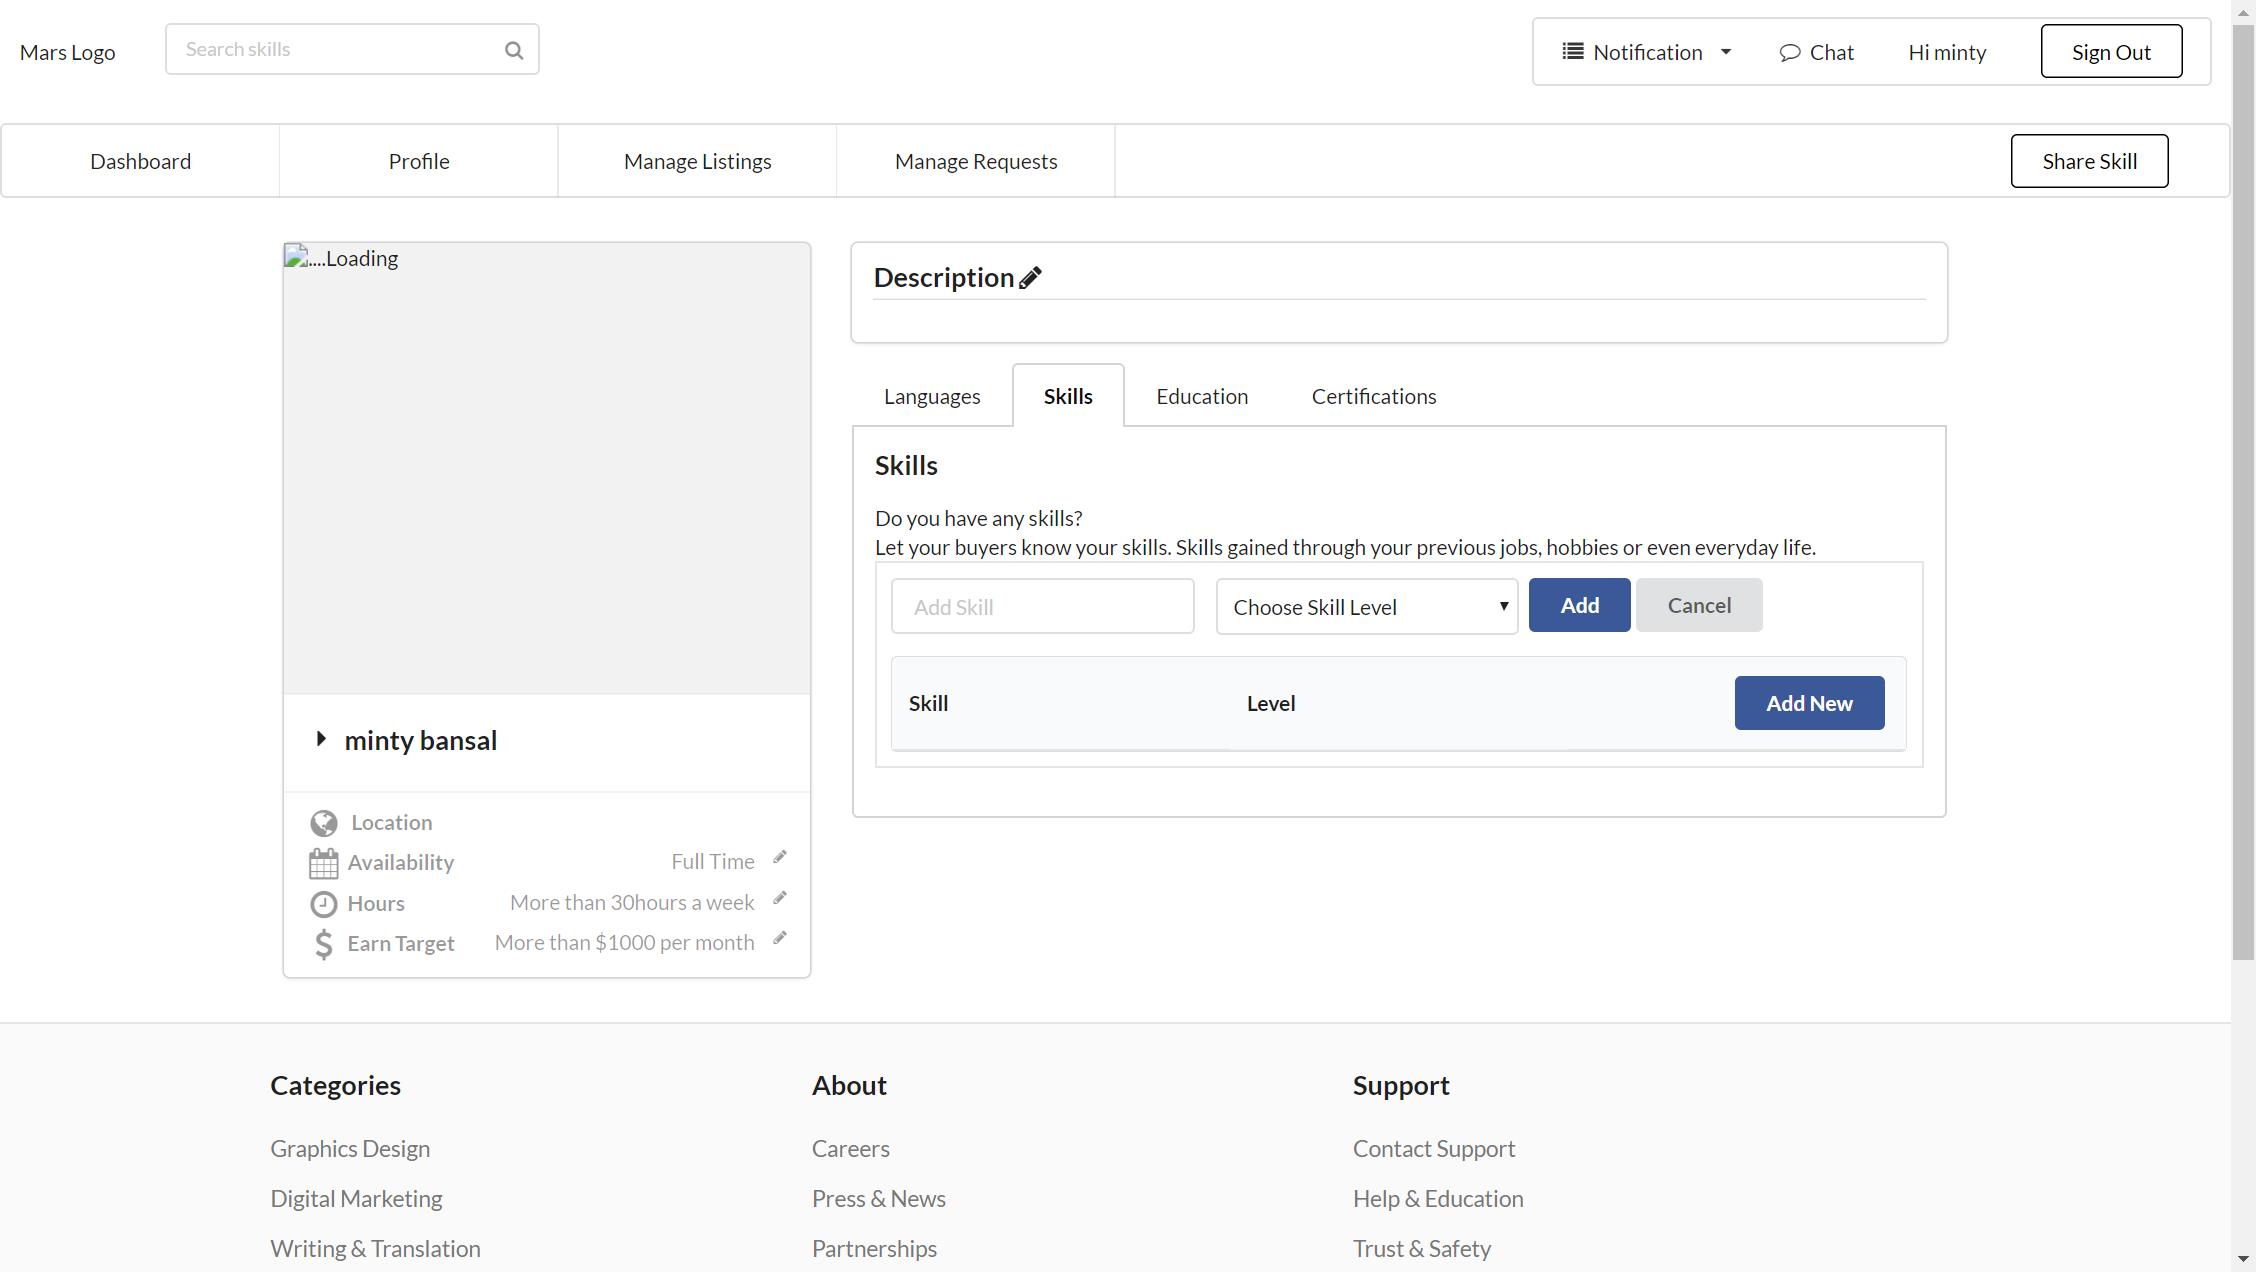 Mars Logo
Search skills
Notification
Chat
Hi minty
Sign Out
Dashboard
Profile
Manage Listings
Manage Requests
Share Skill
....Loading
minty bansal
Location
Availability
Full Time
Hours
More than 30hours a week
Earn Target
More than $1000 per month
Description
Languages
Skills
Education
Certifications
Skills
Do you have any skills?
Let your buyers know your skills. Skills gained through your previous jobs, hobbies or even everyday life.
Add Skill
Choose Skill Level
Add
Cancel
Skill
Level
Add New
Categories
Graphics Design
Digital Marketing
Writing & Translation
About
Careers
Press & News
Partnerships
Support
Contact Support
Help & Education
Trust & Safety